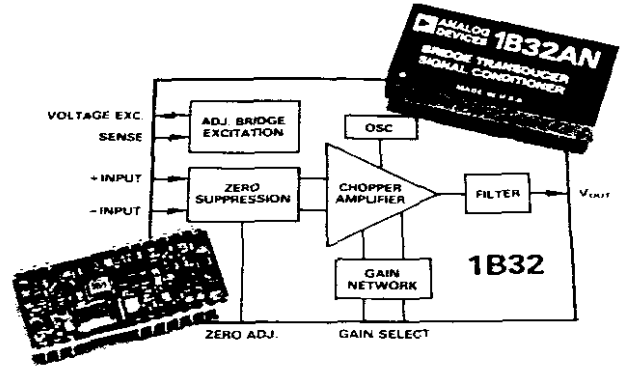 ANALOG
DEVICES 1B32AN
BRIDGE TRANSDUCER
SIGNAL CONDITIONER
MADE IN U.S.A.
VOLTAGE EXC.
SENSE
ADJ. BRIDGE
EXCITATION
OSC
+INPUT
-INPUT
ZERO
SUPPRESSION
CHOPPER
AMPLIFIER
FILTER
VOUT
GAIN
NETWORK
1B32
ZERO ADJ.
GAIN SELECT